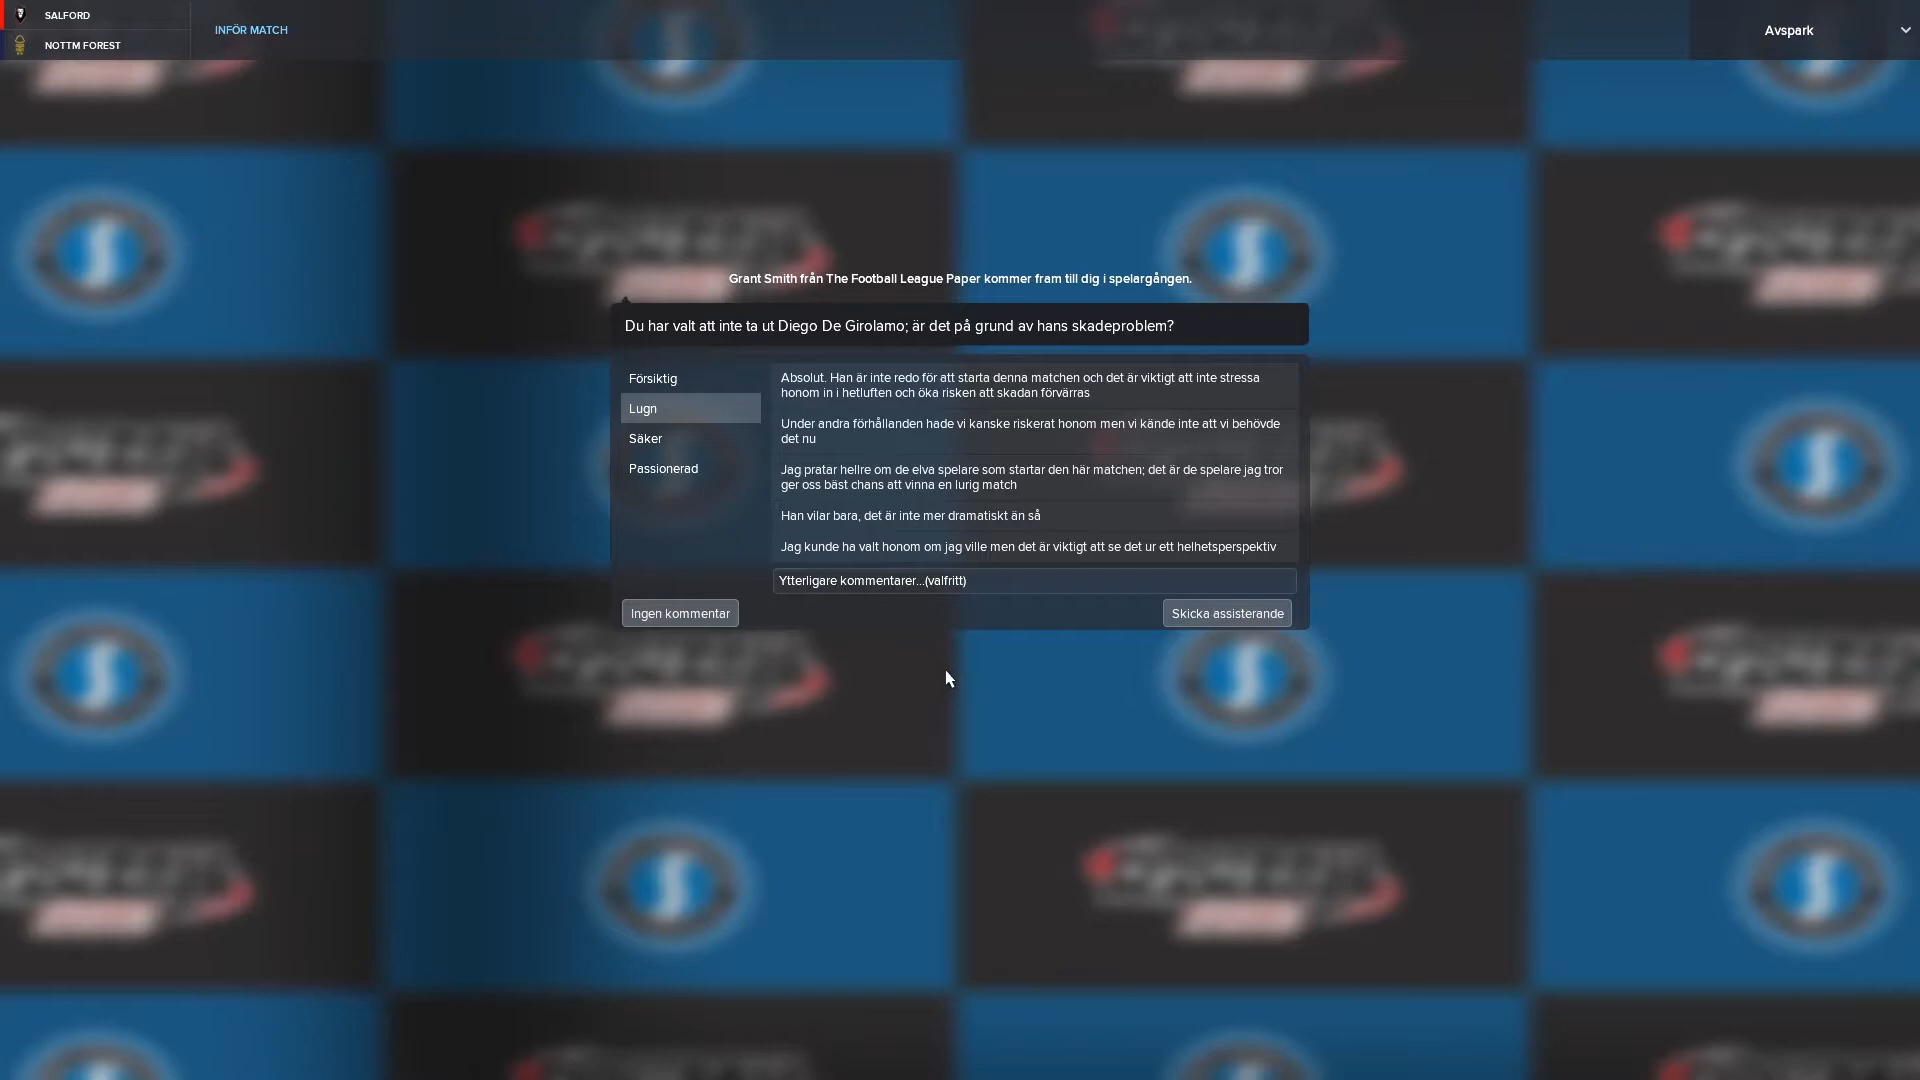 SALFORD
NOTTM FOREST
INFÖR MATCH
Avspark
Grant Smith från The Football League Paper kommer fram till dig i spelargången.
Du har valt att inte ta ut Diego De Girolamo; är det på grund av hans skadeproblem?
Försiktig
Lugn
Säker
Passionerad
Absolut. Han är inte redo för att starta denna matchen och det är viktigt att inte stressa
honom in i hetluften och öka risken att skadan förvärras
Under andra förhållanden hade vi kanske riskerat honom men vi kände inte att vi behövde
det nu
Jag pratar hellre om de elva spelare som startar den här matchen; det är de spelare jag tror
ger oss bäst chans att vinna en lurig match
Han vilar bara, det är inte mer dramatiskt än så
Jag kunde ha valt honom om jag ville men det är viktigt att se det ur ett helhetsperspektiv
Ytterligare kommentarer...(valfritt)
Ingen kommentar
Skicka assisterande